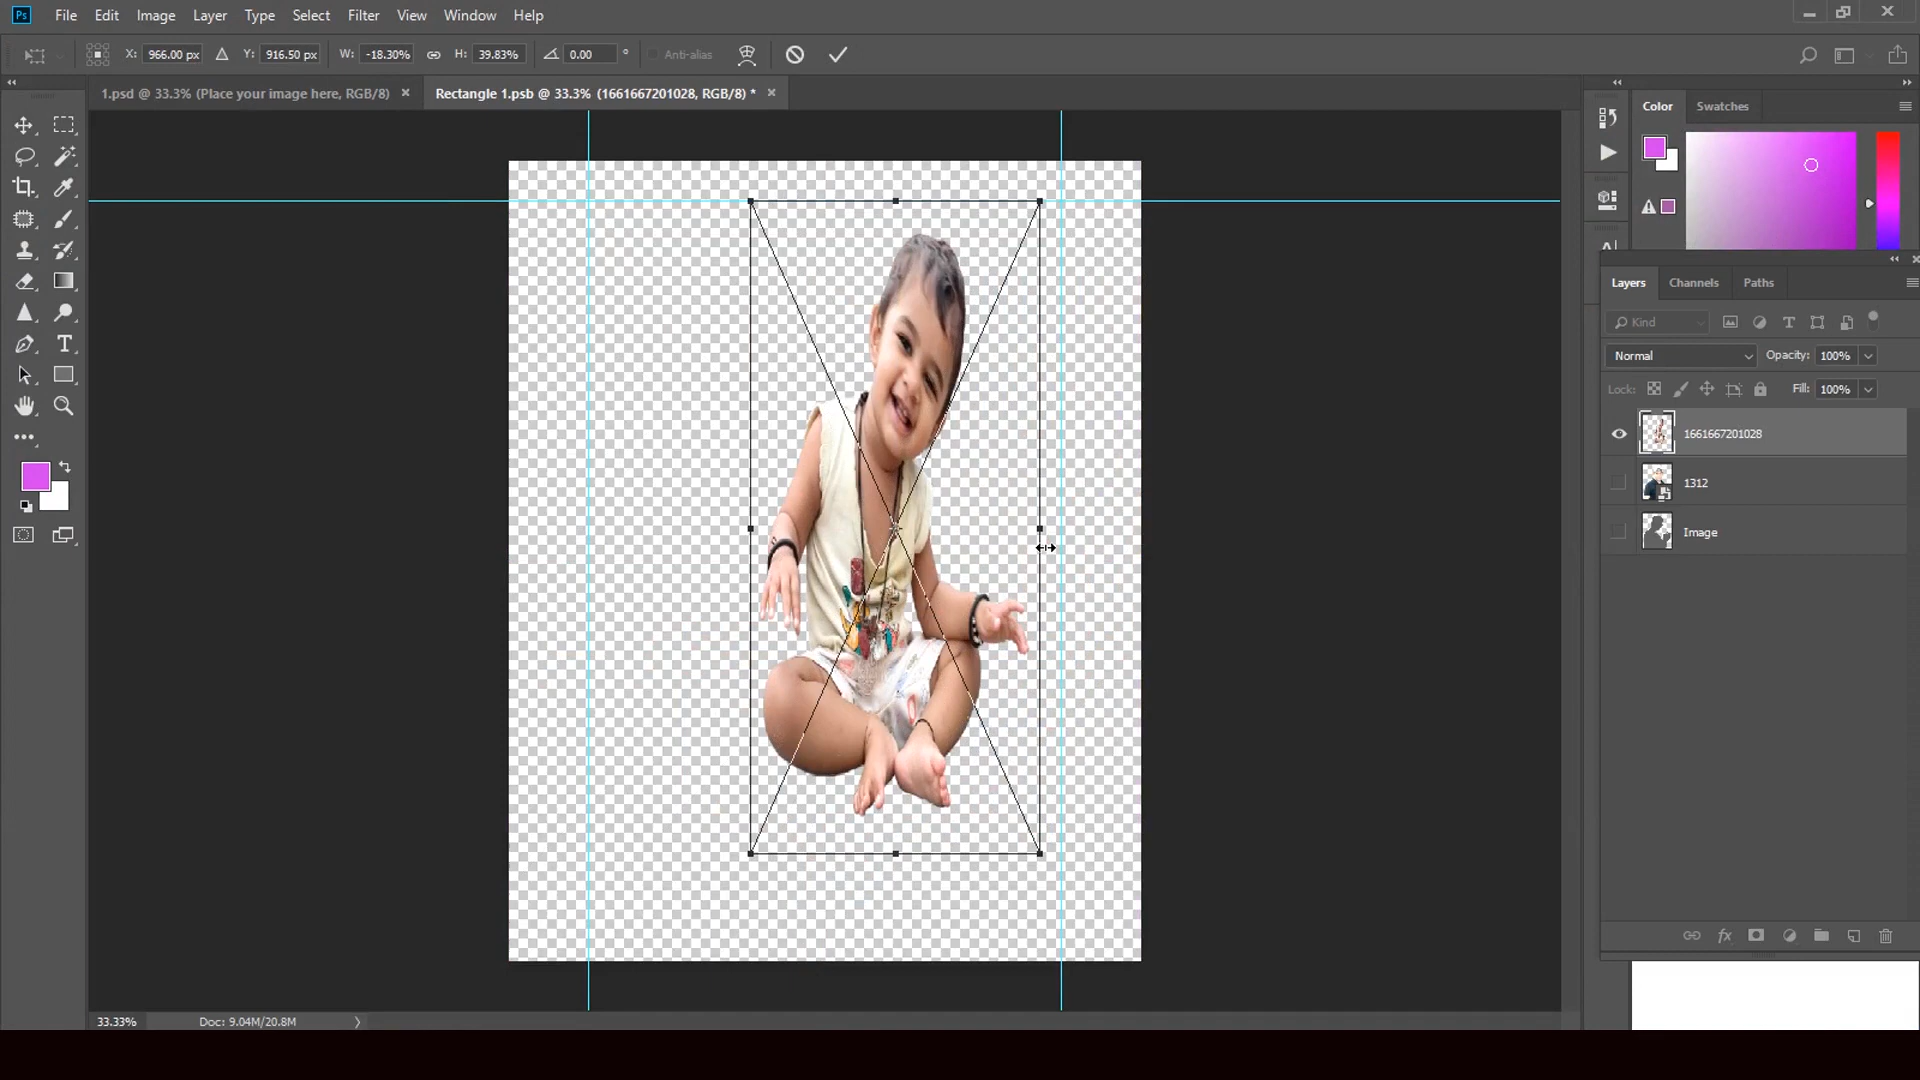 Ps File Edit Image Layer Type Select Filter View Window Help
X: 966.00 px Y: 916.50 px W: -18.30% H: 39.83% 0.00 ° Anti-alias
1.psd @ 33.3% (Place your image here, RGB/8) × Rectangle 1.psb @ 33.3% (1661667201028, RGB/8) * ×
Color Swatches
Layers Channels Paths
Kind
Normal Opacity: 100%
Lock: Fill: 100%
1661667201028
1312
Image
33.33% Doc: 9.04M/20.8M